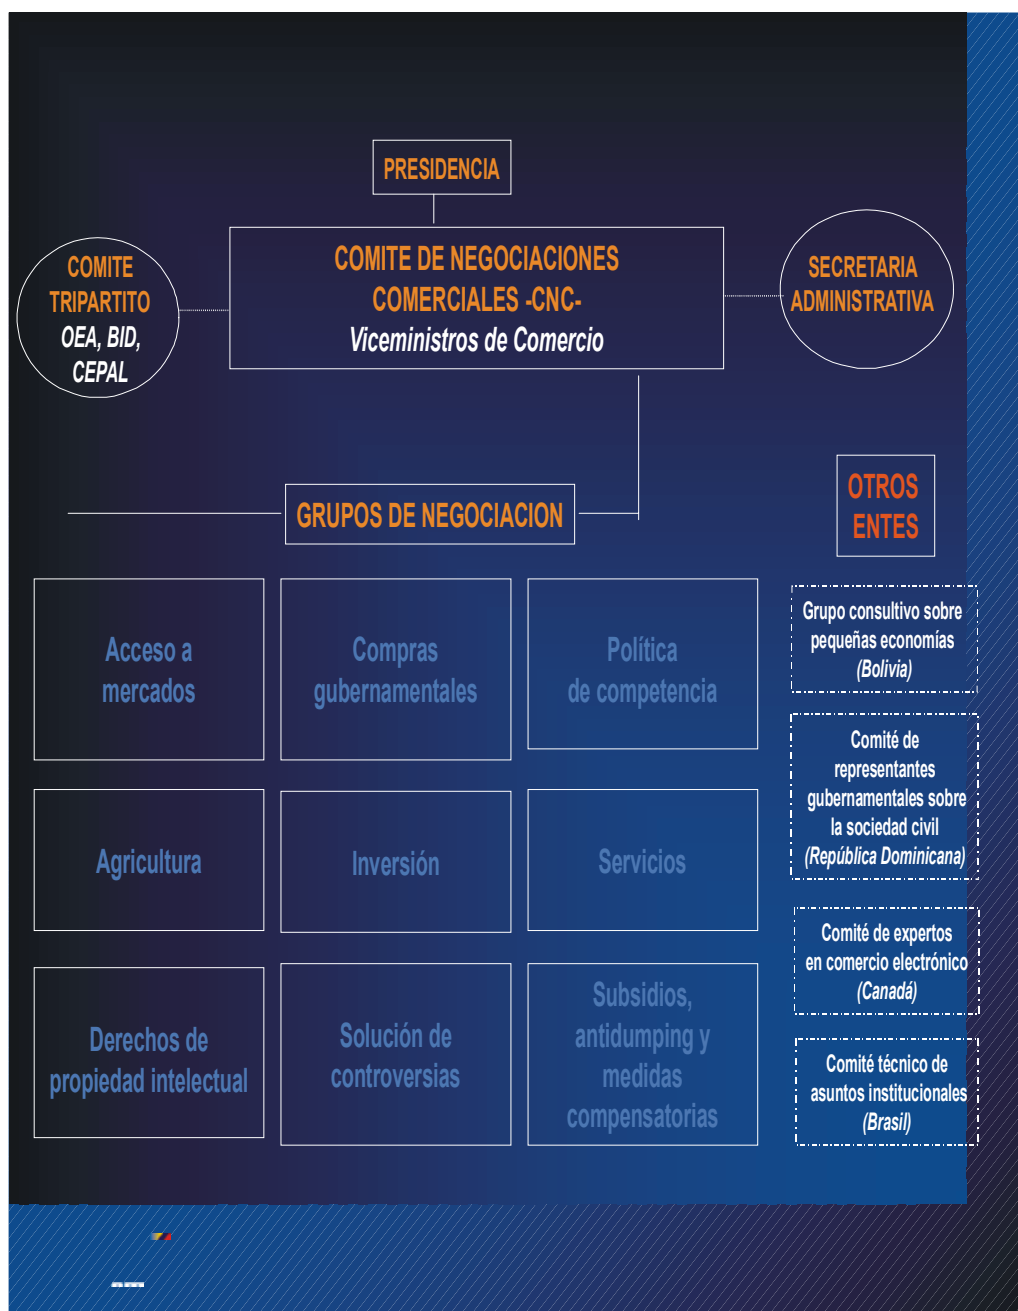 PRESIDENCIA
COMITE
TRIPARTITO
OEA, BID,
CEPAL
COMITE DE NEGOCIACIONES
COMERCIALES -CNC-
Viceministros de Comercio
SECRETARIA
ADMINISTRATIVA
GRUPOS DE NEGOCIACION
OTROS
ENTES
Acceso a
mercados
Compras
gubernamentales
Política
de competencia
Agricultura
Inversión
Servicios
Derechos de
propiedad intelectual
Solución de
controversias
Subsidios,
antidumping y
medidas
compensatorias
Grupo consultivo sobre
pequeñas economías
(Bolivia)
Comité de
representantes
gubernamentales sobre
la sociedad civil
(República Dominicana)
Comité de expertos
en comercio electrónico
(Canadá)
Comité técnico de
asuntos institucionales
(Brasil)